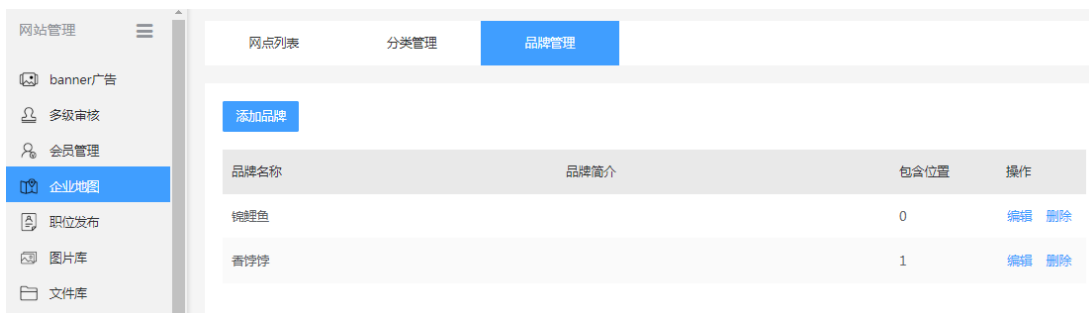 网站管理
banner广告
多级审核
会员管理
企业地图
职位发布
图片库
文件库
网点列表 分类管理 品牌管理
添加品牌
品牌名称 品牌简介 包含位置 操作
锦鲤鱼 0 编辑 删除
香饽饽 1 编辑 删除